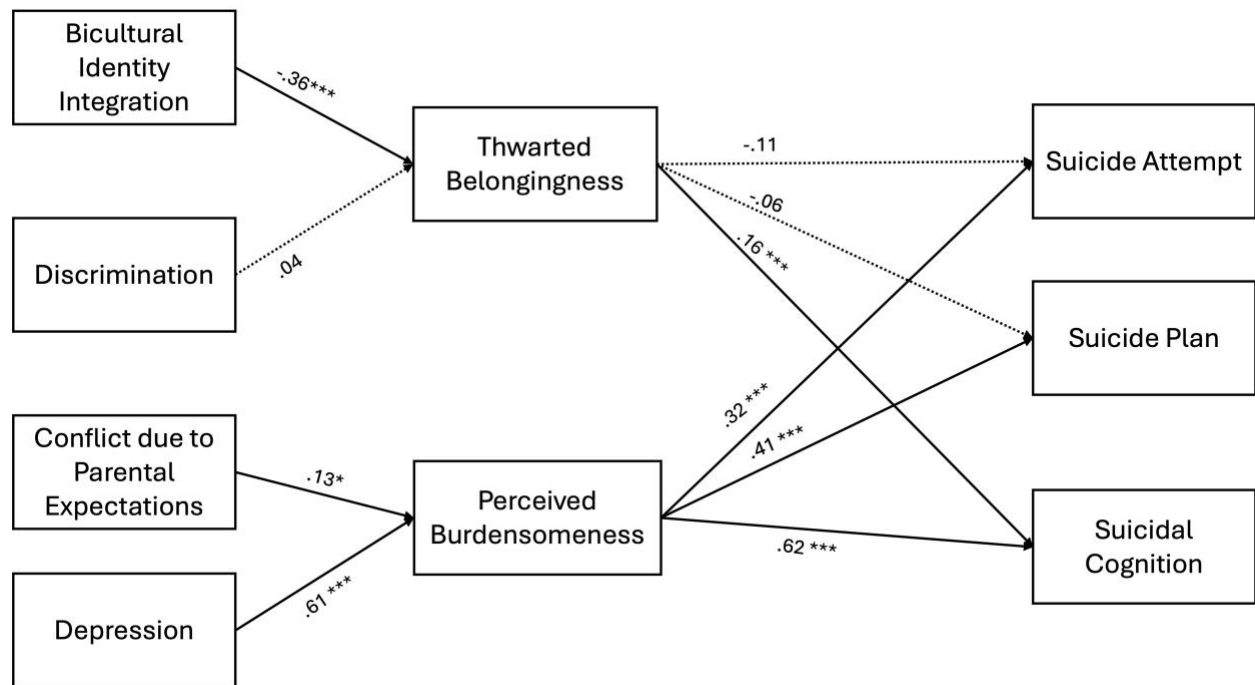 Bicultural
Identity
Integration
-.36***
Thwarted
Belongingness
-.11
Suicide Attempt
-.06
.16 ***
Discrimination
.04
Suicide Plan
.32 ***
.41 ***
Conflict due to
Parental
Expectations
.13*
Perceived
Burdensomeness
.62 ***
Suicidal
Cognition
.61 ***
Depression